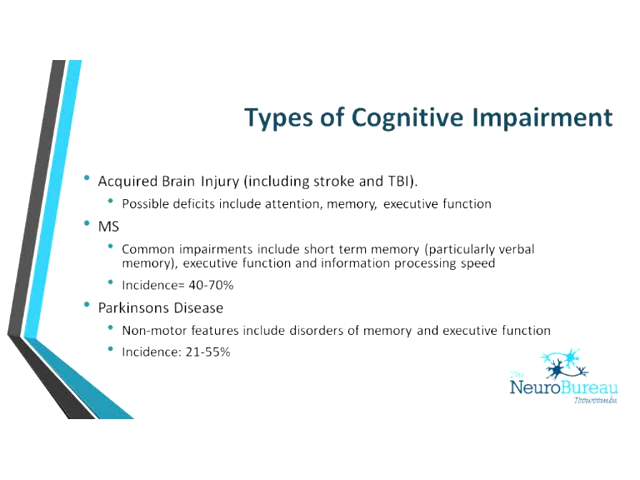 Types of Cognitive Impairment
• Acquired Brain Injury (including stroke and TBI).
• Possible deficits include attention, memory, executive function
• MS
• Common impairments include short term memory (particularly verbal
memory), executive function and information processing speed
• Incidence= 40-70%
• Parkinsons Disease
• Non-motor features include disorders of memory and executive function
• Incidence: 21-55%
The
NeuroBureau
Toowoomba